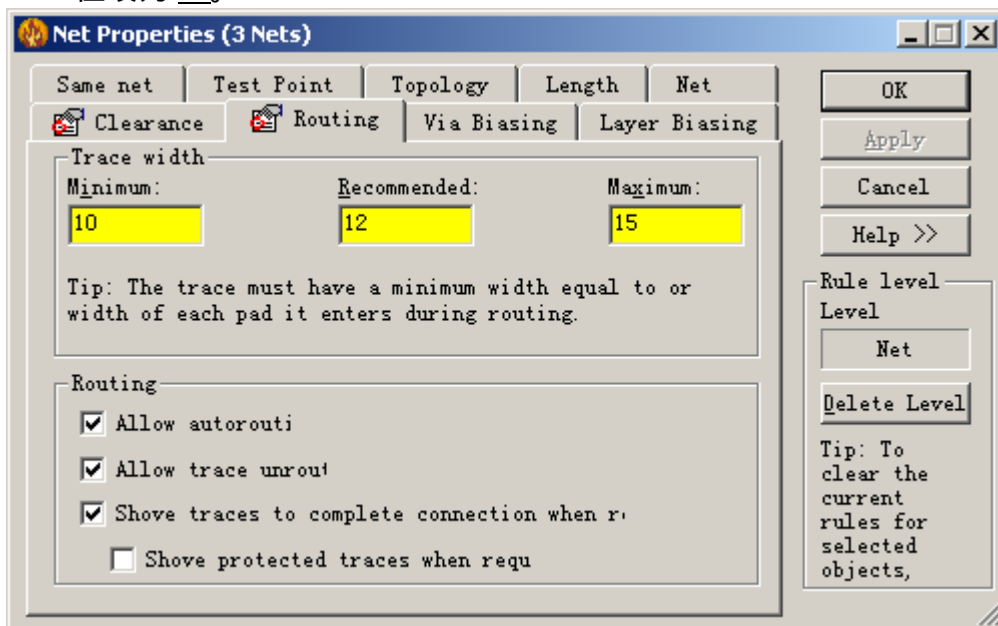 Net Properties (3 Nets)
Same net Test Point Topology Length Net
Clearance Routing Via Biasing Layer Biasing
Trace width
Minimum: Recommended: Maximum:
10 12 15
Tip: The trace must have a minimum width equal to or
width of each pad it enters during routing.
Routing
Allow autorouti
Allow trace unrout
Shove traces to complete connection when r
Shove protected traces when requ
OK
Apply
Cancel
Help >>
Rule level
Level
Net
Delete Level
Tip: To
clear the
current
rules for
selected
objects,